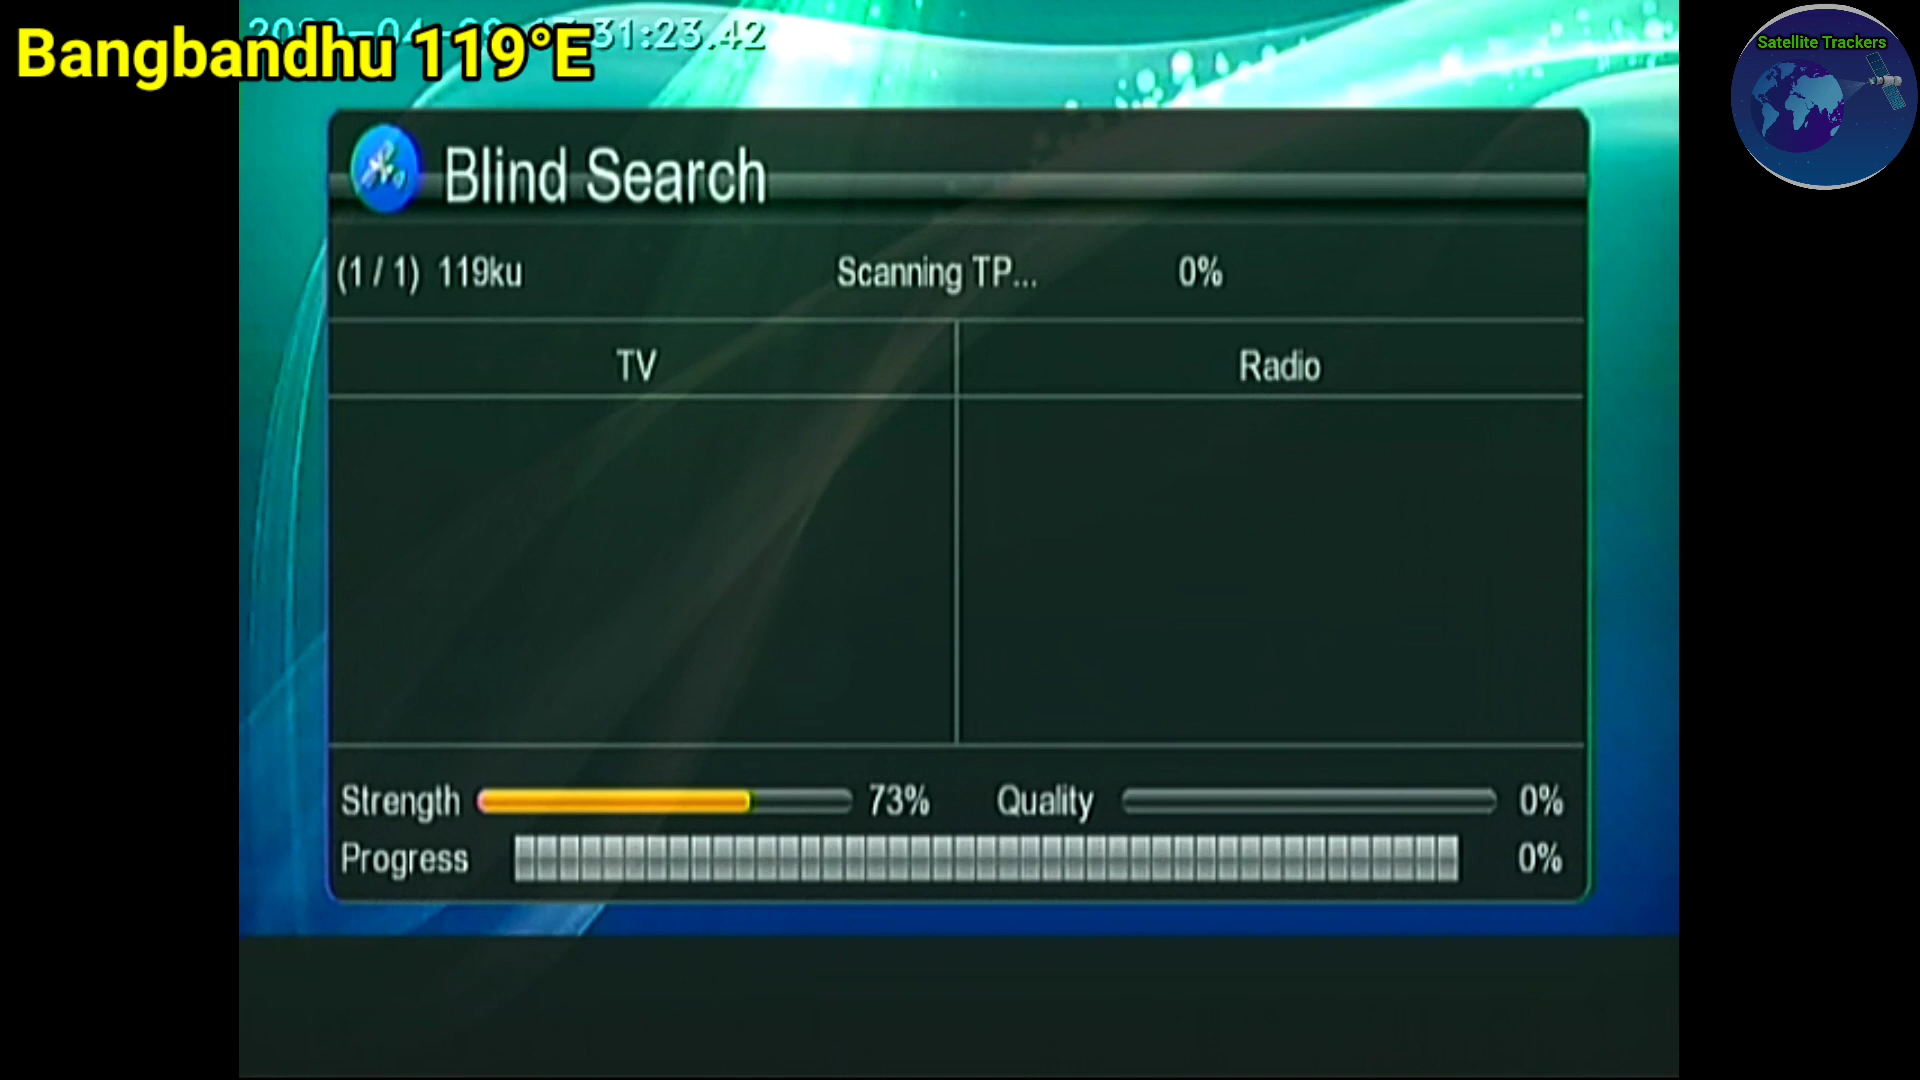 Bangbandhu 119°E
31:23.42
Satellite Trackers
Blind Search
(1 / 1) 119ku Scanning TP... 0%
TV Radio
Strength 73% Quality 0%
Progress 0%